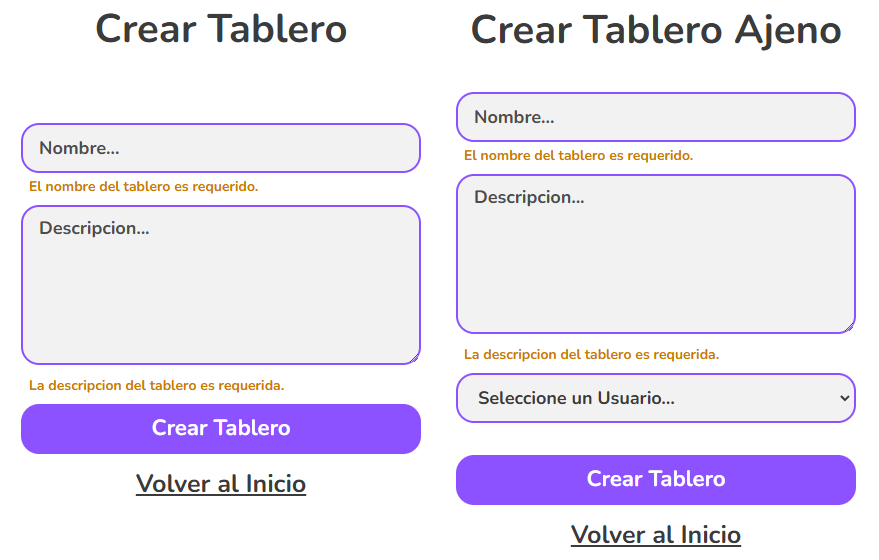 Crear Tablero
Nombre...
El nombre del tablero es requerido.
Descripcion...
La descripcion del tablero es requerida.
Crear Tablero
Volver al Inicio
Crear Tablero Ajeno
Nombre...
El nombre del tablero es requerido.
Descripcion...
La descripcion del tablero es requerida.
Seleccione un Usuario...
Crear Tablero
Volver al Inicio